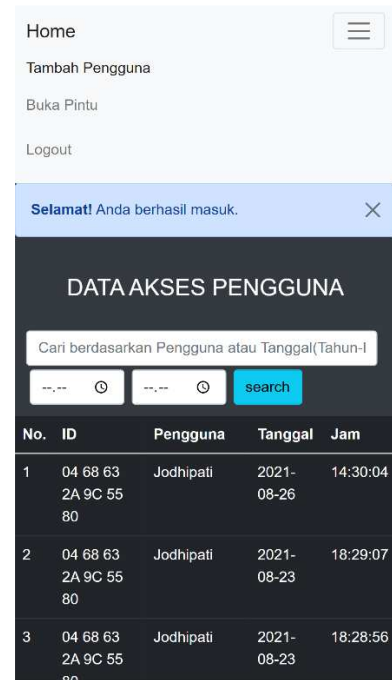 Home
Tambah Pengguna
Buka Pintu
Logout
Selamat! Anda berhasil masuk.
DATA AKSES PENGGUNA
Cari berdasarkan Pengguna atau Tanggal(Tahun-
--.-- --.-- search
No. ID Pengguna Tanggal Jam
1 04 68 63 Jodhipati 2021- 14:30:04
2A 9C 55 08-26
80
2 04 68 63 Jodhipati 2021- 18:29:07
2A 9C 55 08-23
80
3 04 68 63 Jodhipati 2021- 18:28:56
2A 9C 55 08-23